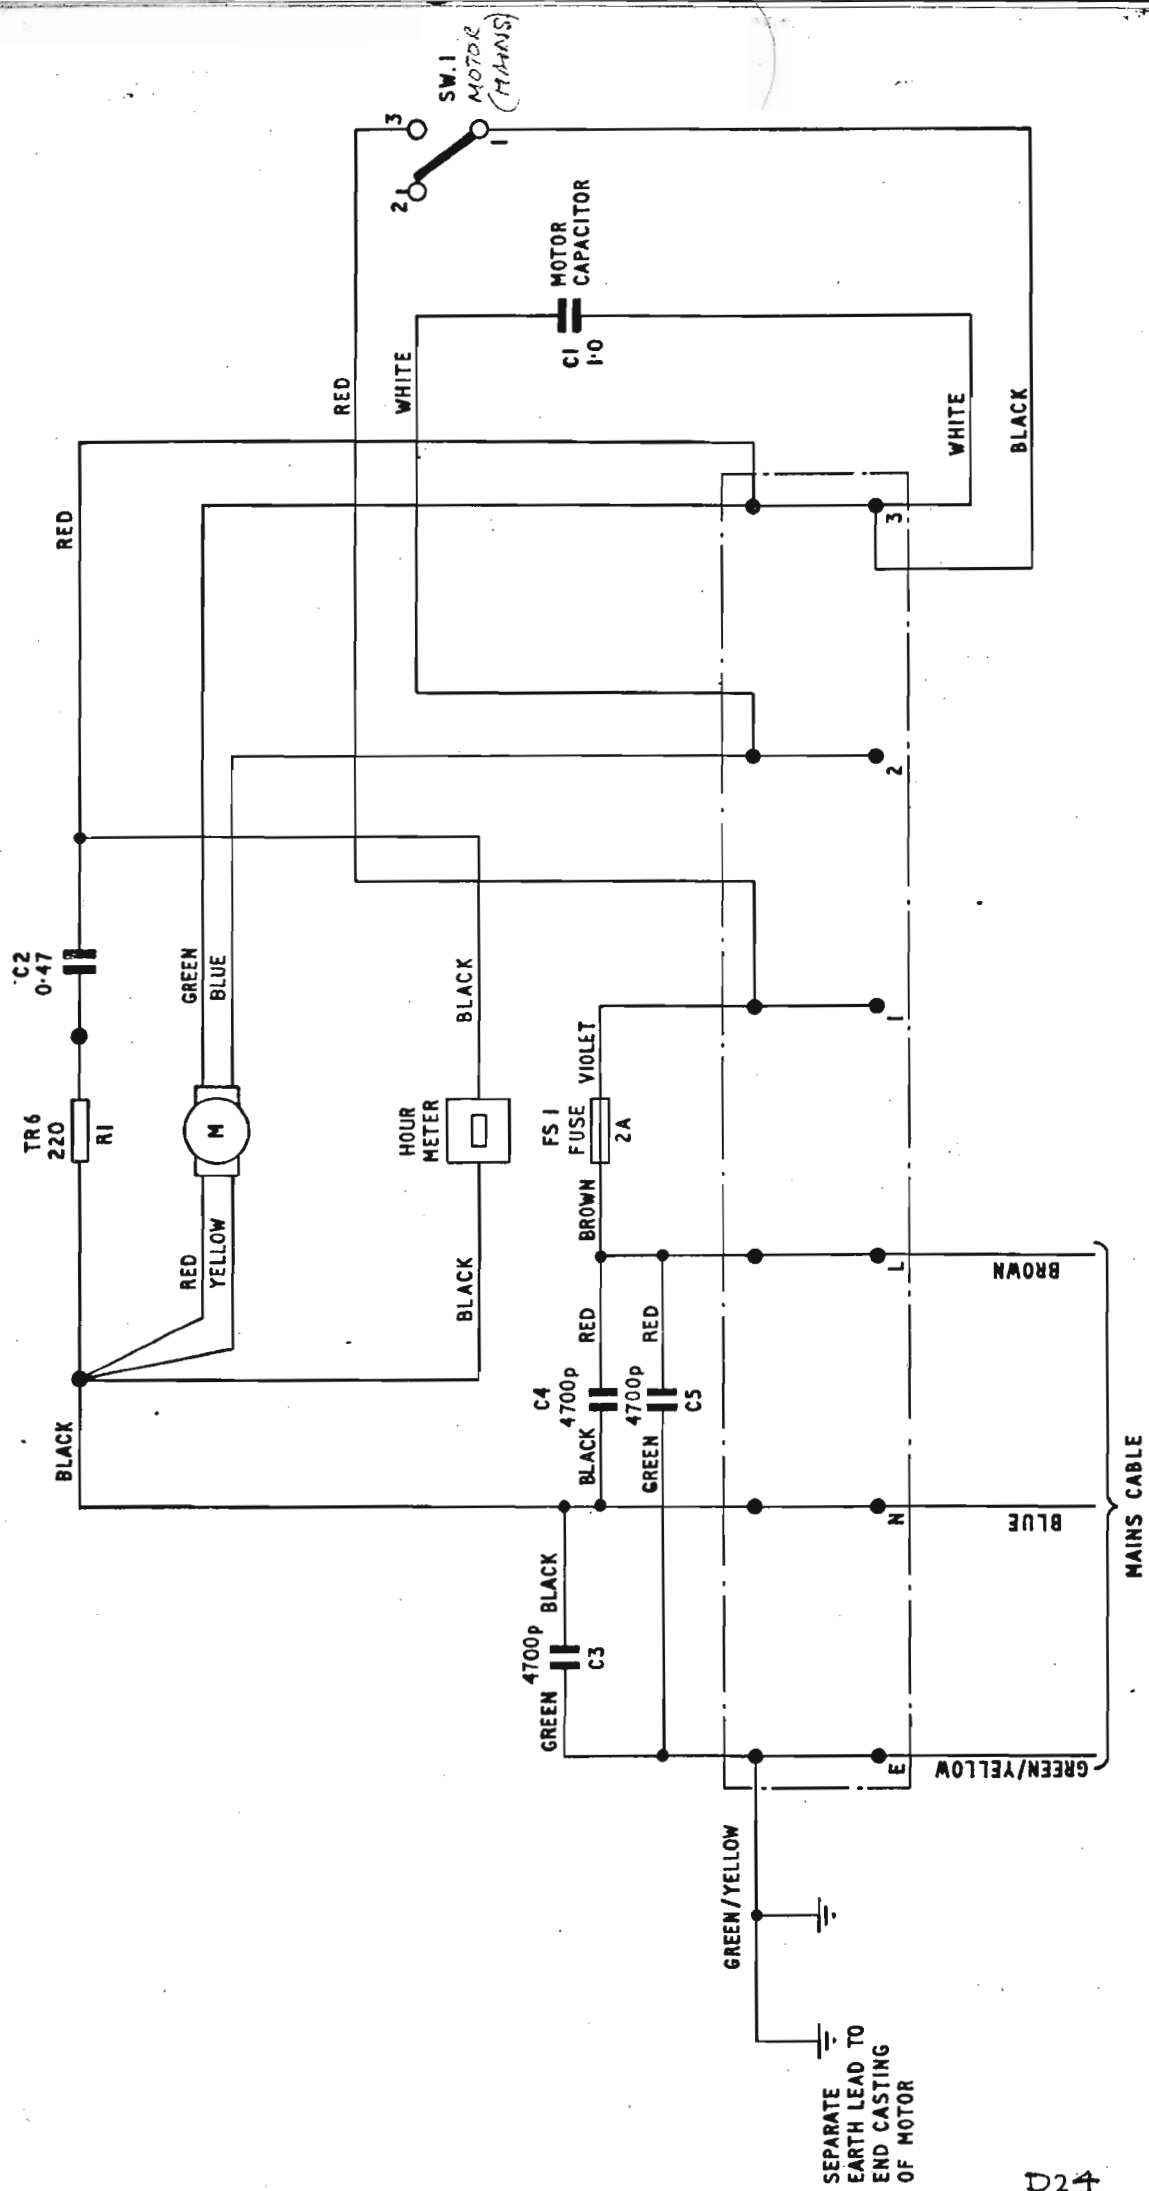 SW.1
MOTOR
(MAINS)
3
1
2
MOTOR
CAPACITOR
C1
1·0
RED
WHITE
WHITE
BLACK
RED
3
2
C2
0·47
GREEN
BLUE
BLACK
VIOLET
1
TR6
220
R1
M
HOUR
METER
FS1
FUSE
2A
RED
YELLOW
BLACK
BROWN
L
BROWN
BLACK
C4
4700p
RED
BLACK
4700p
C5
RED
GREEN
N
BLUE
MAINS CABLE
BLACK
4700p
C3
GREEN
E
GREEN/YELLOW
GREEN/YELLOW
SEPARATE
EARTH LEAD TO
END CASTING
OF MOTOR
D24